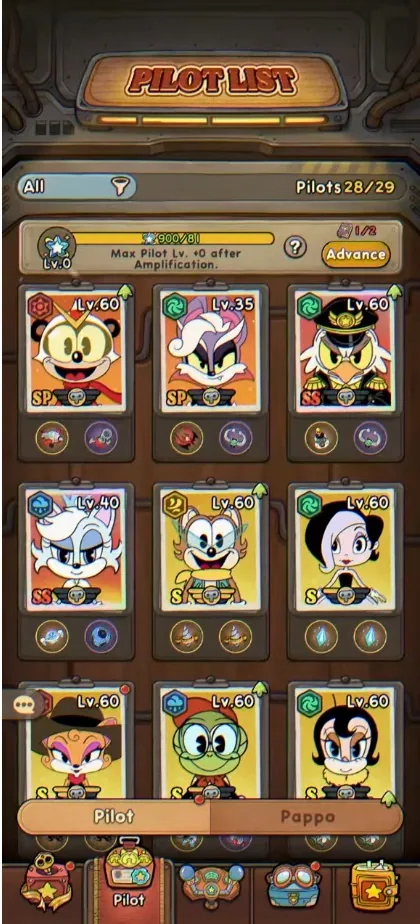 PILOT LIST
All
Pilots 28/29
900/81
1/2
Lv.0
Max Pilot Lv. +0 after
Amplification.
?
Advance
Lv.60
Lv.35
Lv.60
SP
SP
SS
Lv.40
Lv.60
Lv.60
SS
S
S
Lv.60
Lv.60
Lv.60
S
S
S
Pilot
Pappo
Pilot